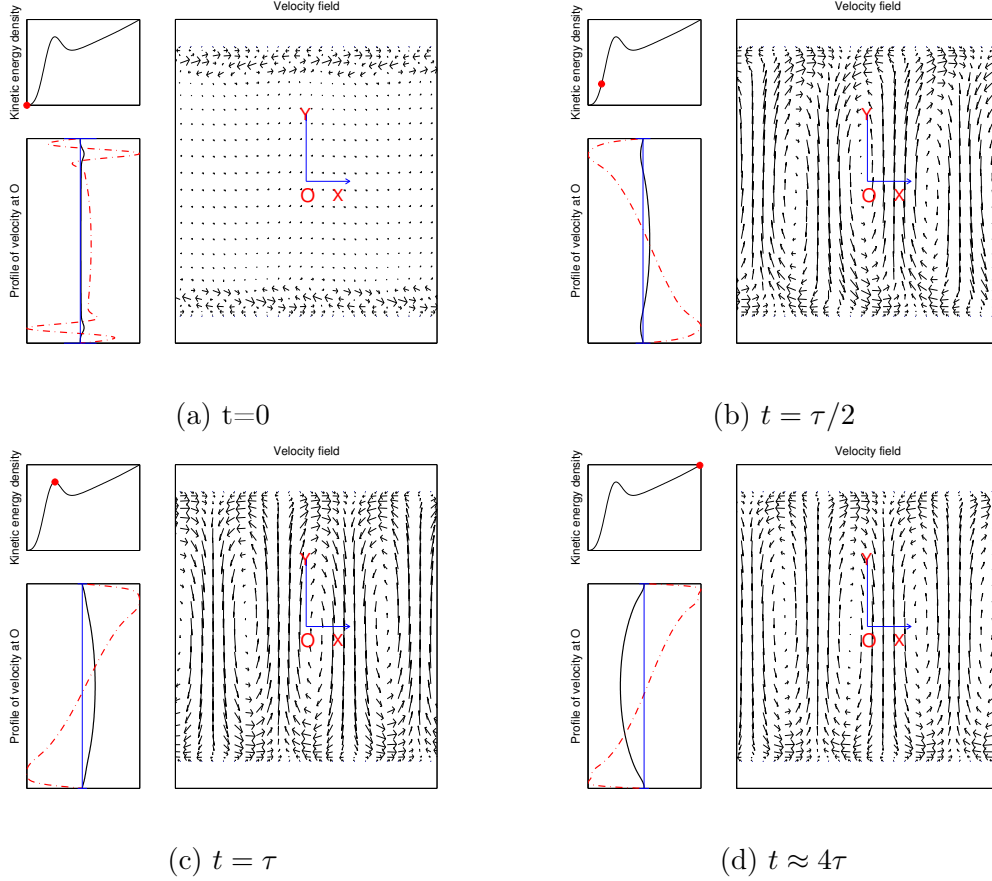 Velocity field
Kinetic energy density
Profile of velocity at O
Y
O X
(a) t=0
Velocity field
Kinetic energy density
Profile of velocity at O
Y
O X
(b) t = τ/2
Velocity field
Kinetic energy density
Profile of velocity at O
Y
O X
(c) t = τ
Velocity field
Kinetic energy density
Profile of velocity at O
Y
O X
(d) t ≈ 4τ